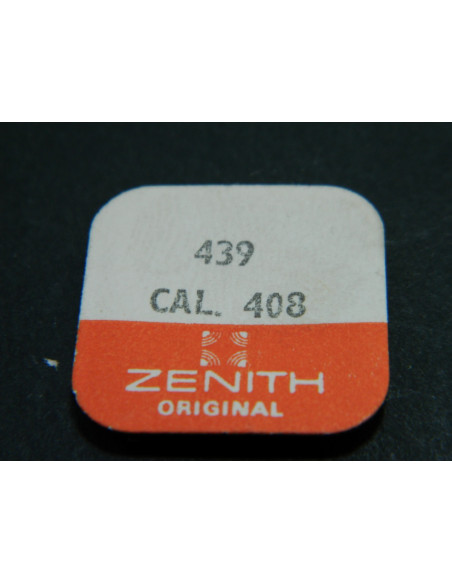 439
CAL. 408
ZENITH
ORIGINAL